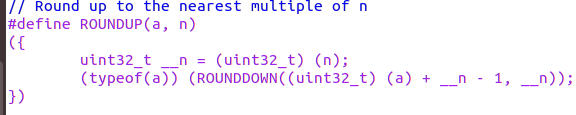 // Round up to the nearest multiple of n
#define ROUNDUP(a, n)
({
        uint32_t __n = (uint32_t) (n);
        (typeof(a)) (ROUNDDOWN((uint32_t) (a) + __n - 1, __n));
})